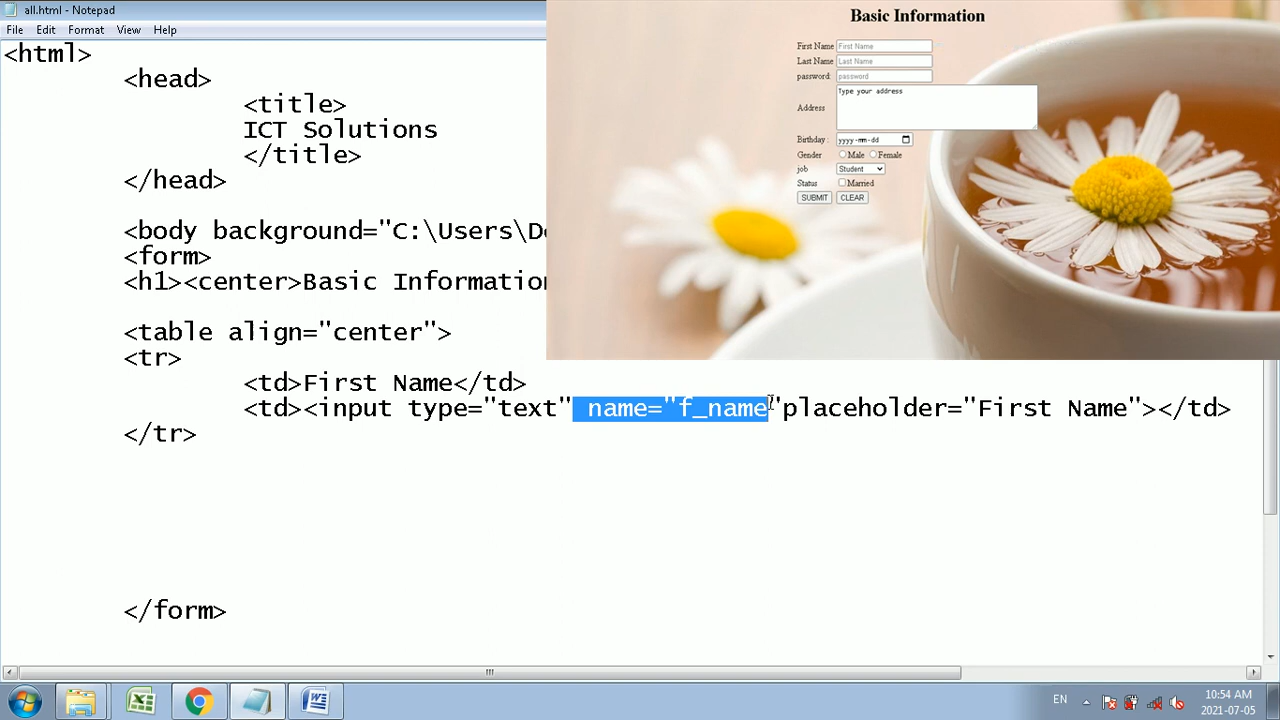 all.html - Notepad
File Edit Format View Help
<html>
<head>
<title>
ICT Solutions
</title>
</head>
<body background="C:\Users\De
<form>
<h1><center>Basic Information
<table align="center">
<tr>
<td>First Name</td>
<td><input type="text" name="f_name"placeholder="First Name"></td>
</tr>
</form>
Basic Information
First Name First Name
Last Name Last Name
password: password
Address Type your address
Birthday : yyyy-mm-dd
Gender Male Female
job Student
Status Married
SUBMIT CLEAR
EN
10:54 AM
2021-07-05